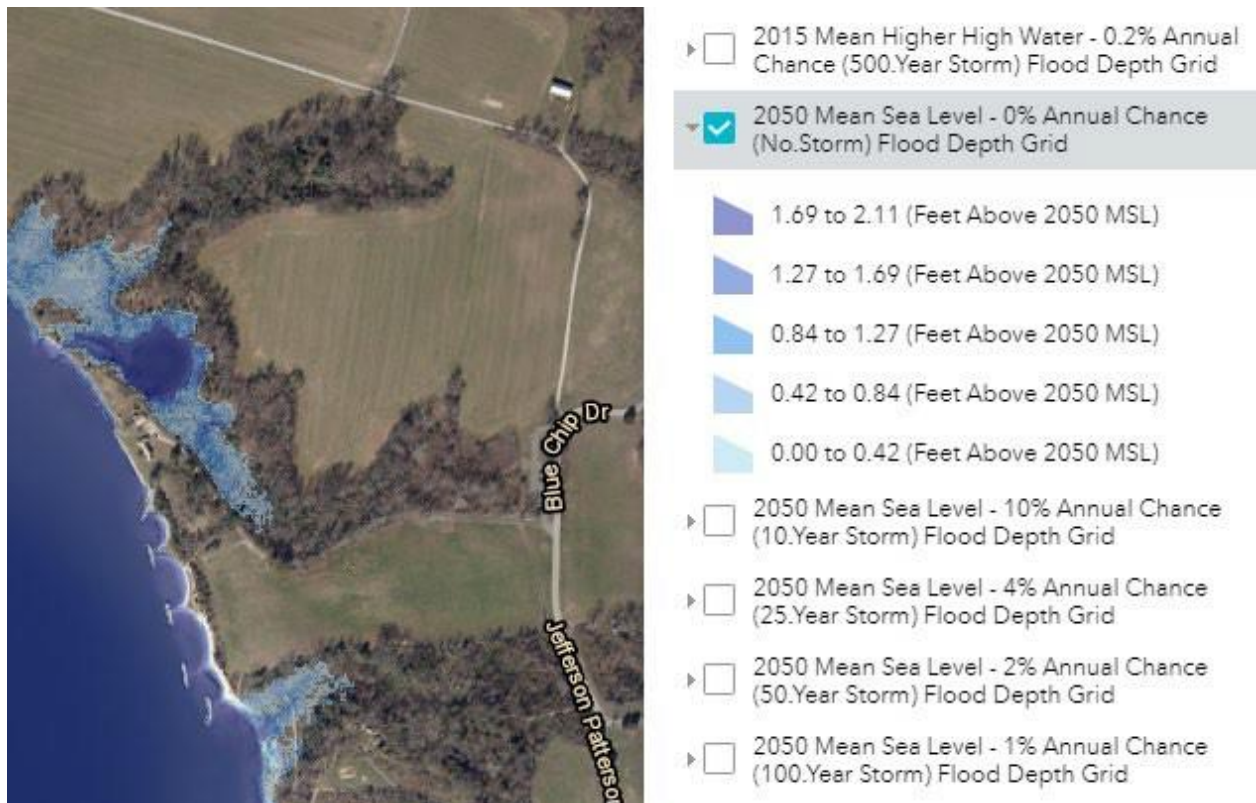 Blue Chip Dr
Jefferson Patterso
2015 Mean Higher High Water - 0.2% Annual
Chance (500.Year Storm) Flood Depth Grid
2050 Mean Sea Level - 0% Annual Chance
(No.Storm) Flood Depth Grid
1.69 to 2.11 (Feet Above 2050 MSL)
1.27 to 1.69 (Feet Above 2050 MSL)
0.84 to 1.27 (Feet Above 2050 MSL)
0.42 to 0.84 (Feet Above 2050 MSL)
0.00 to 0.42 (Feet Above 2050 MSL)
2050 Mean Sea Level - 10% Annual Chance
(10.Year Storm) Flood Depth Grid
2050 Mean Sea Level - 4% Annual Chance
(25.Year Storm) Flood Depth Grid
2050 Mean Sea Level - 2% Annual Chance
(50.Year Storm) Flood Depth Grid
2050 Mean Sea Level - 1% Annual Chance
(100.Year Storm) Flood Depth Grid